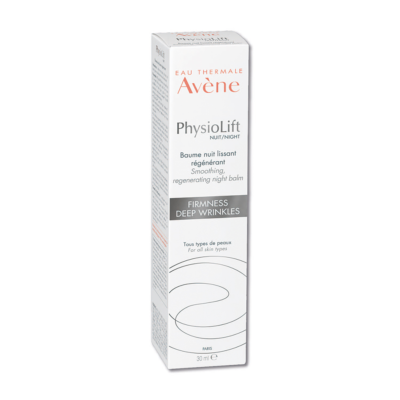 EAU THERMALE
Avène
PhysioLift
NUIT/NIGHT
Baume nuit lissant
régénérant
Smoothing,
regenerating night balm
FIRMNESS
DEEP WRINKLES
Tous types de peau
For all skin types
PARIS
30 ml e